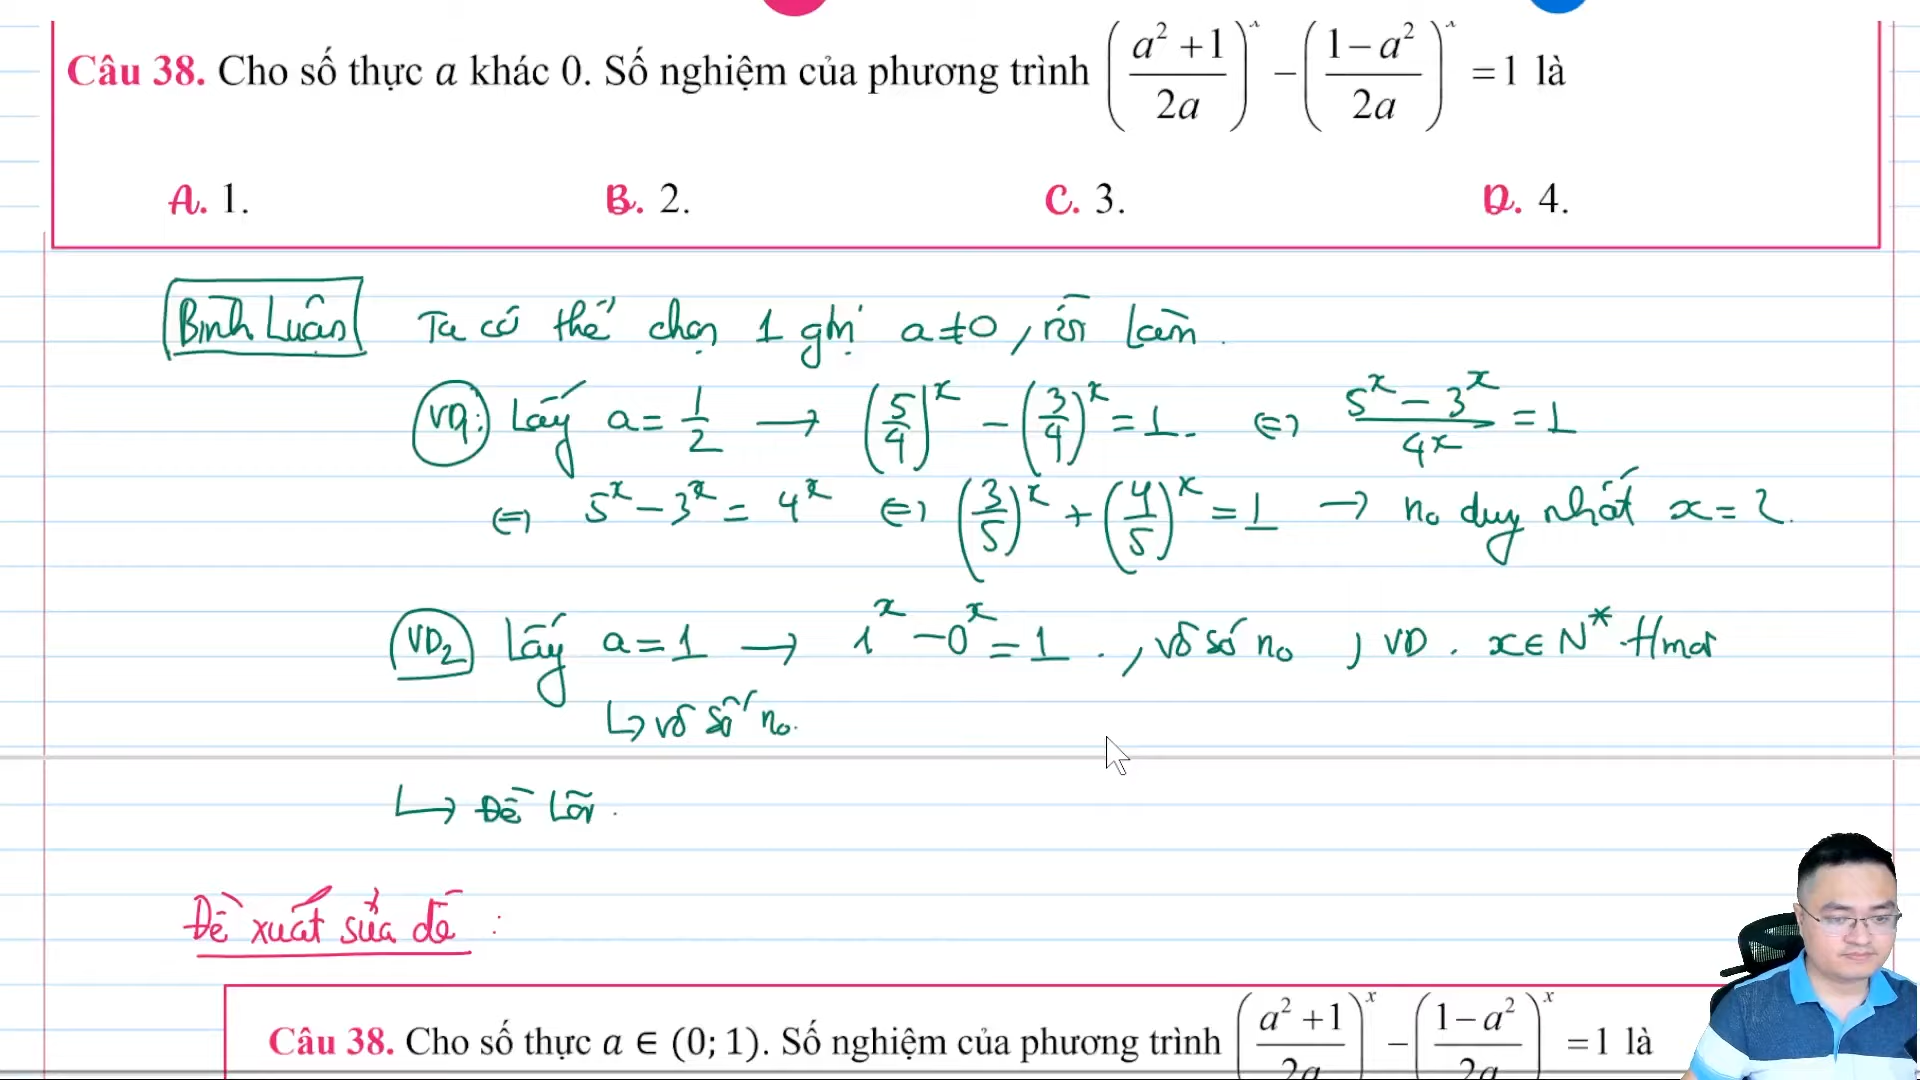 Câu 38. Cho số thực a khác 0. Số nghiệm của phương trình ((a² + 1)/(2a))^x − ((1 − a²)/(2a))^x = 1 là
A. 1. B. 2. C. 3. D. 4.
Bình Luận Ta có thể chọn 1 gtrị a ≠ 0, rồi làm.
VD1: Lấy a = 1/2 → (5/4)^x − (3/4)^x = 1. ⇔ (5^x − 3^x)/4^x = 1
⇔ 5^x − 3^x = 4^x ⇔ (3/5)^x + (4/5)^x = 1 → no duy nhất x = 2.
VD2 Lấy a = 1 → 1^x − 0^x = 1 ., vô số no, VD. x ∈ N* t/mãn
↳ vô số no.
↳ Đề Lỗi.
Đề xuất sửa đề :
Câu 38. Cho số thực a ∈ (0; 1). Số nghiệm của phương trình ((a² + 1)/(2a))^x − ((1 − a²)/(2a))^x = 1 là